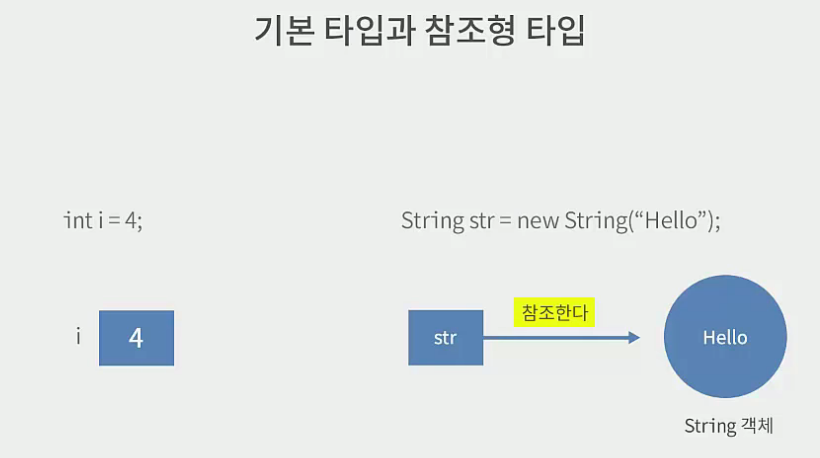 기본 타입과 참조형 타입
int i = 4;
String str = new String(“Hello”);
i
4
str
참조한다
Hello
String 객체